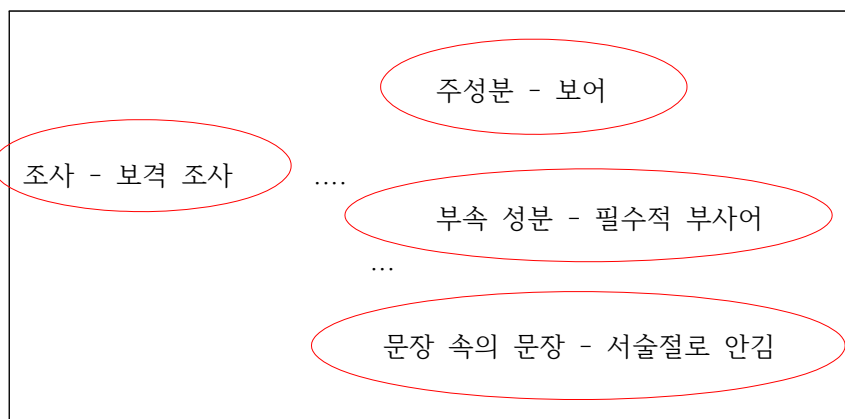 주성분 - 보어
조사 - 보격 조사 ....
부속 성분 - 필수적 부사어
...
문장 속의 문장 - 서술절로 안김